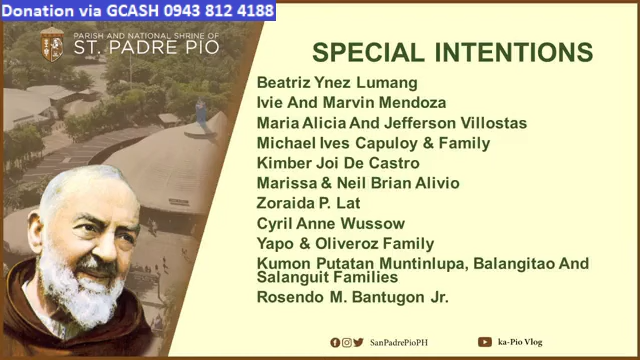 Donation via GCASH 0943 812 4188
PARISH AND NATIONAL SHRINE OF
ST. PADRE PIO
SPECIAL INTENTIONS
Beatriz Ynez Lumang
Ivie And Marvin Mendoza
Maria Alicia And Jefferson Villostas
Michael Ives Capuloy & Family
Kimber Joi De Castro
Marissa & Neil Brian Alivio
Zoraida P. Lat
Cyril Anne Wussow
Yapo & Oliveroz Family
Kumon Putatan Muntinlupa, Balangitao And
Salanguit Families
Rosendo M. Bantugon Jr.
SanPadrePioPH
ka-Pio Vlog